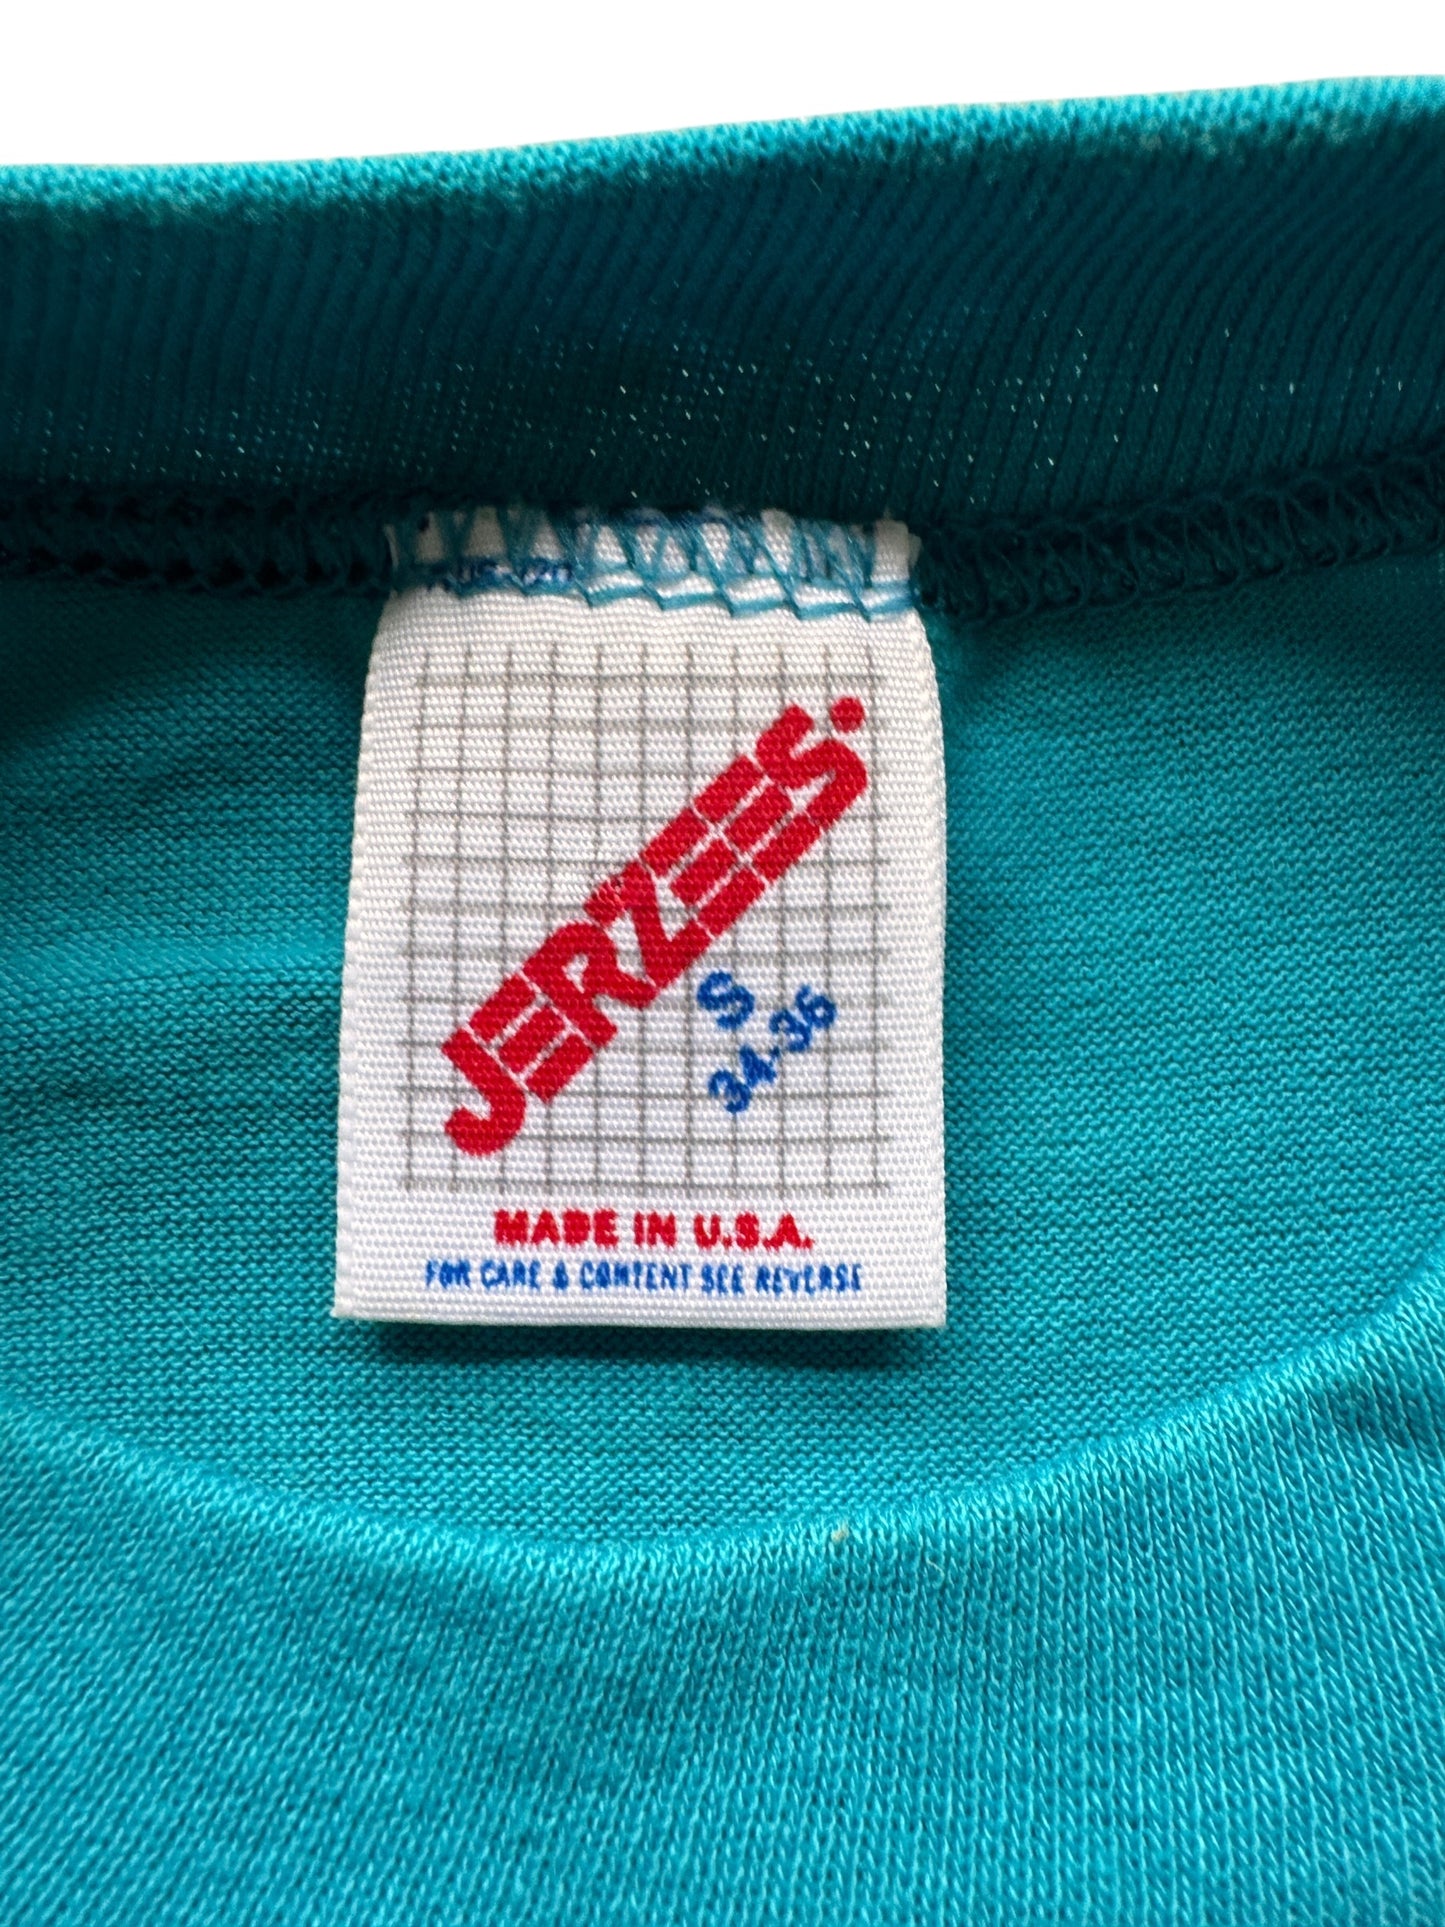 JERZEES.
S
34-36
MADE IN U.S.A.
FOR CARE & CONTENT SEE REVERSE